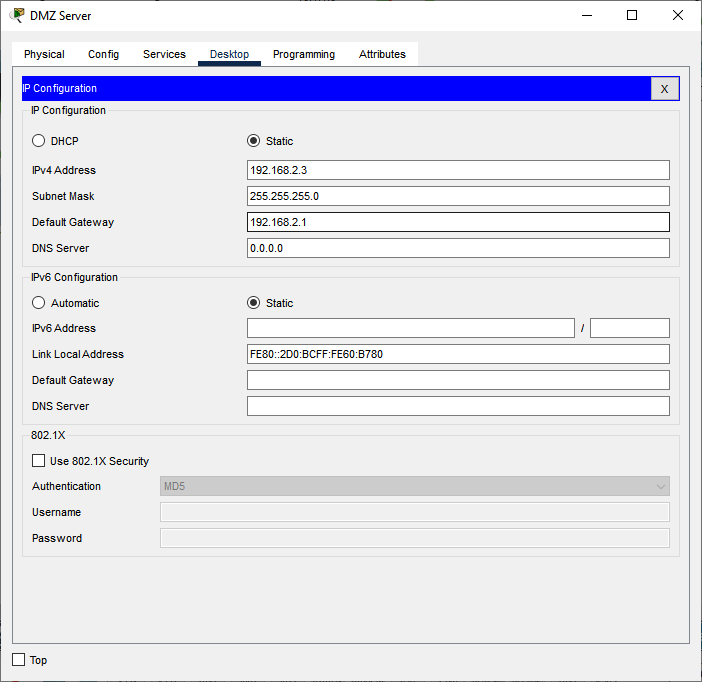 DMZ Server
Physical Config Services Desktop Programming Attributes
IP Configuration X
IP Configuration
DHCP Static
IPv4 Address 192.168.2.3
Subnet Mask 255.255.255.0
Default Gateway 192.168.2.1
DNS Server 0.0.0.0
IPv6 Configuration
Automatic Static
IPv6 Address /
Link Local Address FE80::2D0:BCFF:FE60:B780
Default Gateway
DNS Server
802.1X
Use 802.1X Security
Authentication MD5
Username
Password
Top